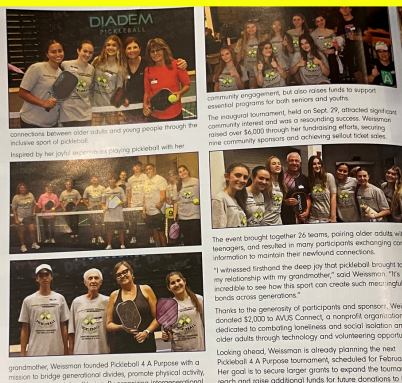 DIADEM
PICKLEBALL
connections between older adults and young people through the
inclusive sport of pickleball.
Inspired by her joyful experiences playing pickleball with her
grandmother, Weissman founded Pickleball 4 A Purpose with a
mission to bridge generational divides, promote physical activity,
intergenerational
community engagement, but also raises funds to support
essential programs for both seniors and youths.
The inaugural tournament, held on Sept. 29, attracted significant
community interest and was a resounding success. Weissman
raised over $6,000 through her fundraising efforts, securing
nine community sponsors and achieving sellout ticket sales.
The event brought together 26 teams, pairing older adults
teenagers, and resulted in many participants exchanging
information to maintain their newfound connections.
"I witnessed firsthand the deep joy that pickleball brought to
my relationship with my grandmother," said Weissman. "It's
incredible to see how this sport can create such meaningful
bonds across generations."
Thanks to the generosity of participants and sponsors,
donated $2,000 to AVUS Connect, a nonprofit
dedicated to combating loneliness and social isolation
older adults through technology and volunteering
Looking ahead, Weissman is already planning the next
Pickleball 4 A Purpose tournament, scheduled for
Her goal is to secure larger grants to expand the
reach and raise additional funds for future donations to